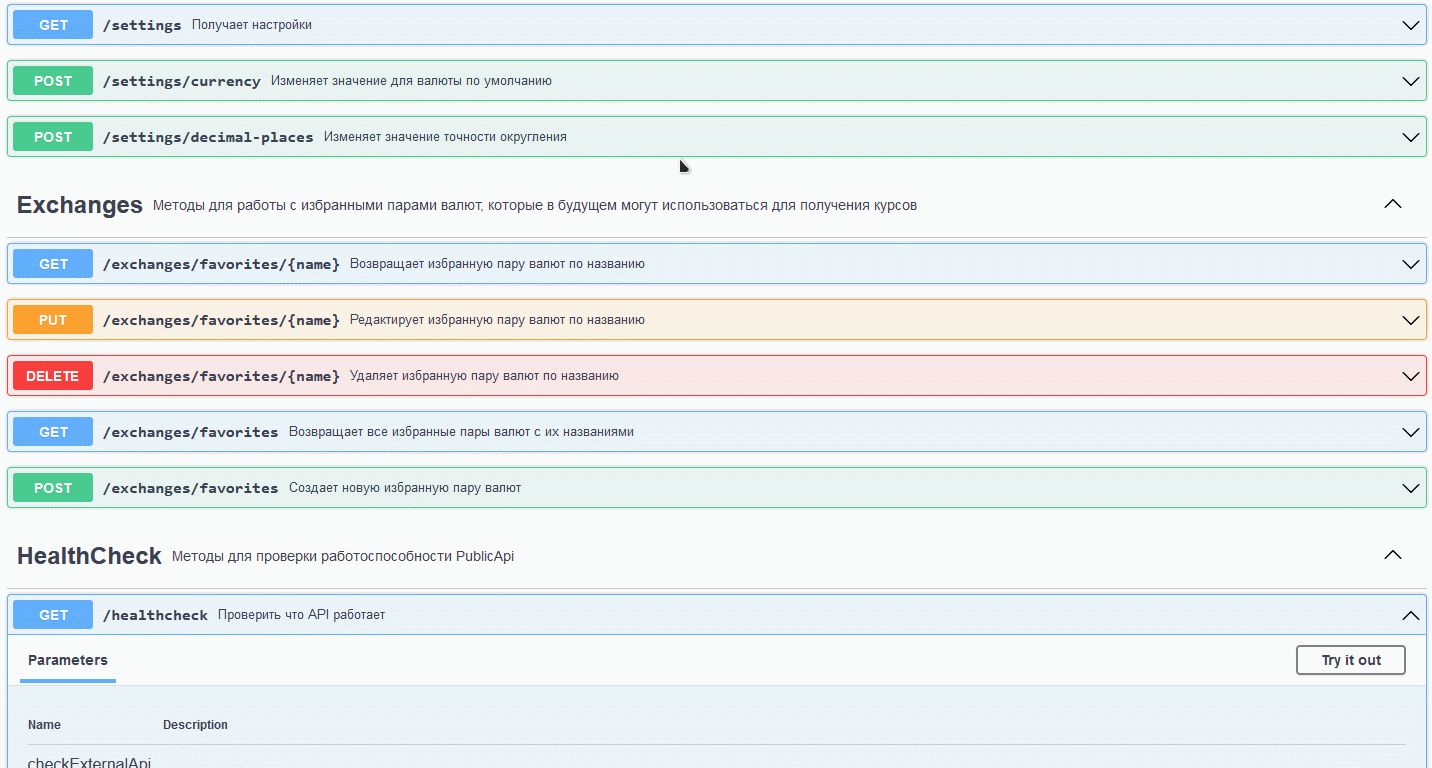 GET /settings Получает настройки
POST /settings/currency Изменяет значение для валюты по умолчанию
POST /settings/decimal-places Изменяет значение точности округления
Exchanges Методы для работы с избранными парами валют, которые в будущем могут использоваться для получения курсов
GET /exchanges/favorites/{name} Возвращает избранную пару валют по названию
PUT /exchanges/favorites/{name} Редактирует избранную пару валют по названию
DELETE /exchanges/favorites/{name} Удаляет избранную пару валют по названию
GET /exchanges/favorites Возвращает все избранные пары валют с их названиями
POST /exchanges/favorites Создает новую избранную пару валют
HealthCheck Методы для проверки работоспособности PublicApi
GET /healthcheck Проверить что API работает
Parameters Try it out
Name Description
checkExternalApi